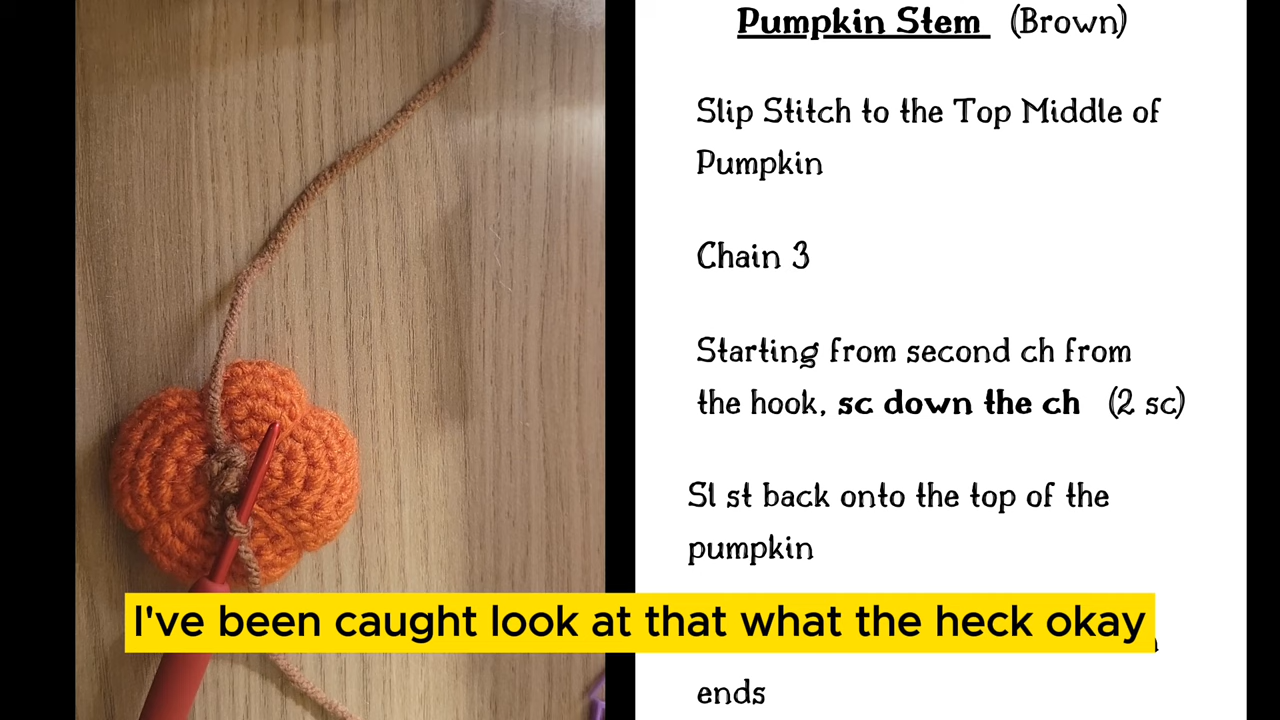 Pumpkin Stem (Brown)
Slip Stitch to the Top Middle of
Pumpkin
Chain 3
Starting from second ch from
the hook, sc down the ch (2 sc)
Sl st back onto the top of the
pumpkin
I've been caught look at that what the heck okay
ends